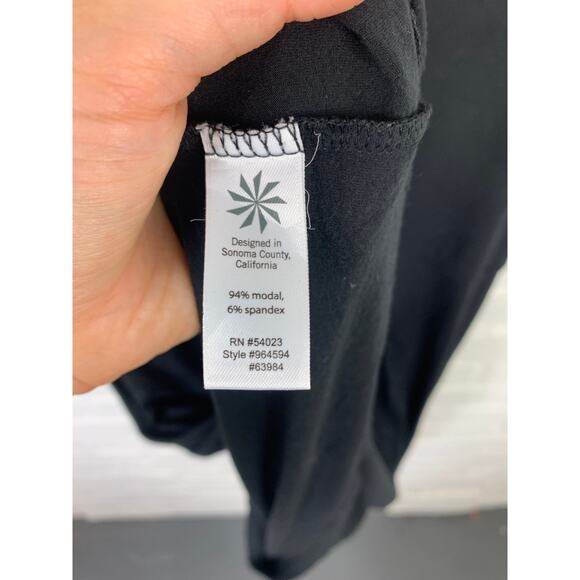 Designed in
Sonoma County,
California
94% modal,
6% spandex
RN #54023
Style #964594
#63984